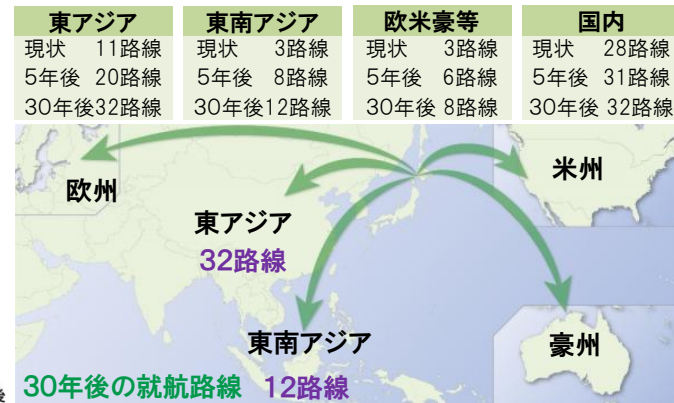 東アジア
現状 11路線
5年後 20路線
30年後32路線
東南アジア
現状 3路線
5年後 8路線
30年後12路線
欧米豪等
現状 3路線
5年後 6路線
30年後 8路線
国内
現状 28路線
5年後 31路線
30年後 32路線
欧州
米州
東アジア
32路線
東南アジア
豪州
後
30年後の就航路線 12路線